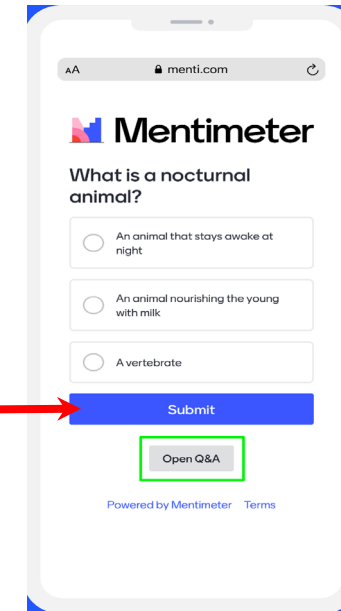 AA menti.com
Mentimeter
What is a nocturnal
animal?
An animal that stays awake at
night
An animal nourishing the young
with milk
A vertebrate
Submit
Open Q&A
Powered by Mentimeter Terms